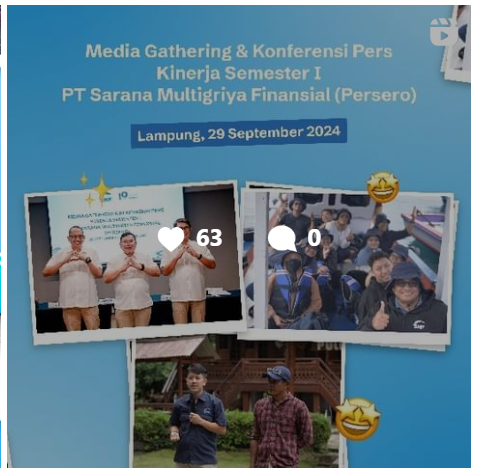 Media Gathering & Konferensi Pers
Kinerja Semester I
PT Sarana Multigriya Finansial (Persero)
Lampung, 29 September 2024
63
0